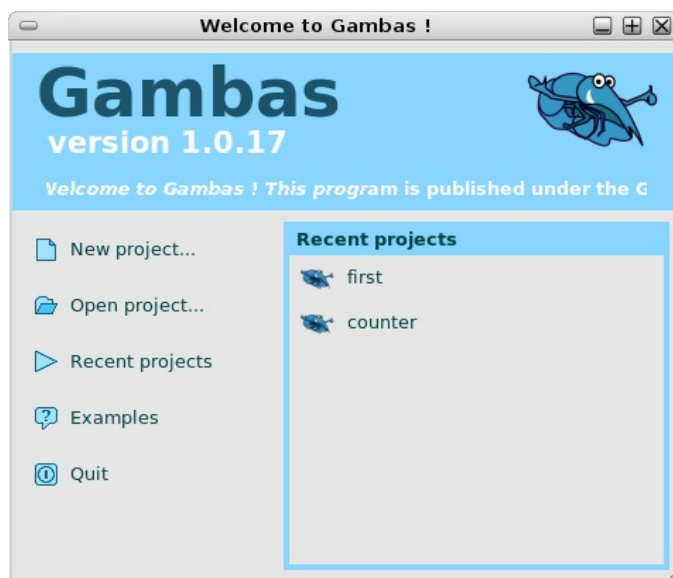 Welcome to Gambas !
Gambas
version 1.0.17
Welcome to Gambas ! This program is published under the G
New project...
Open project...
Recent projects
Examples
Quit
Recent projects
first
counter